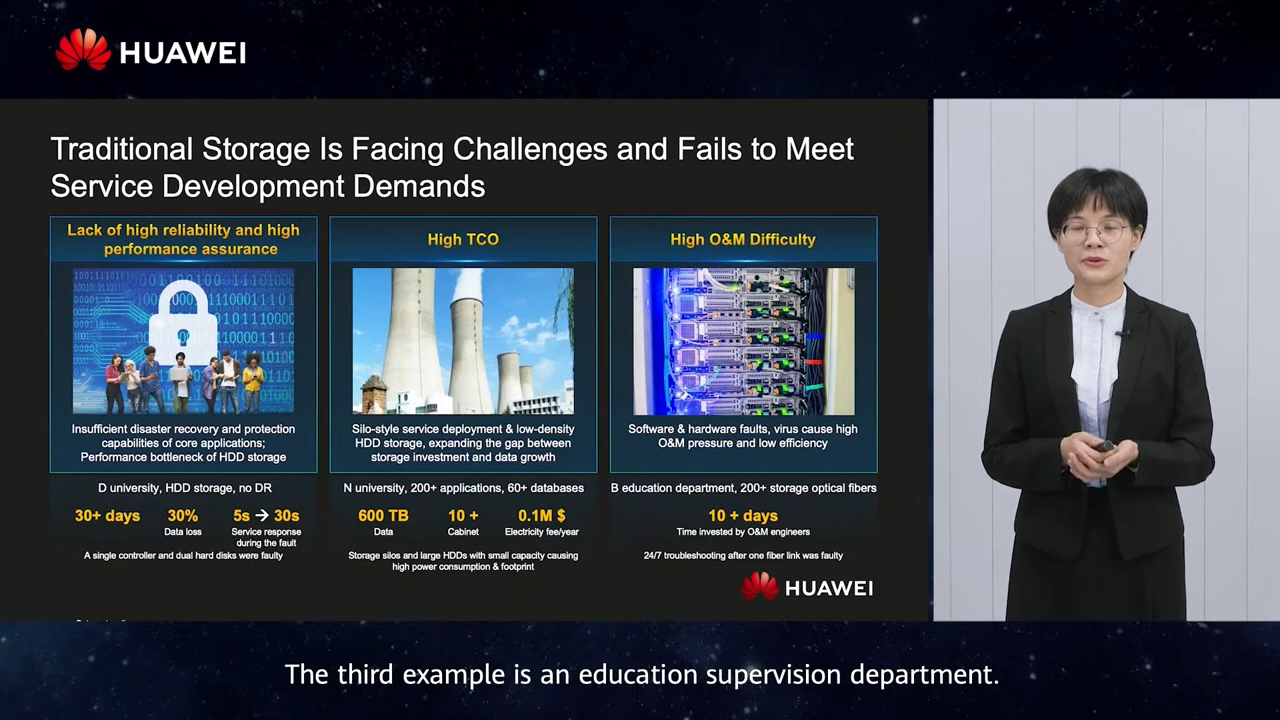 HUAWEI
Traditional Storage Is Facing Challenges and Fails to Meet
Service Development Demands
Lack of high reliability and high
performance assurance
Insufficient disaster recovery and protection
capabilities of core applications;
Performance bottleneck of HDD storage
D university, HDD storage, no DR
30+ days
30%
Data loss
5s → 30s
Service response
during the fault
A single controller and dual hard disks were faulty
High TCO
Silo-style service deployment & low-density
HDD storage, expanding the gap between
storage investment and data growth
N university, 200+ applications, 60+ databases
600 TB
Data
10 +
Cabinet
0.1M $
Electricity fee/year
Storage silos and large HDDs with small capacity causing
high power consumption & footprint
High O&M Difficulty
Software & hardware faults, virus cause high
O&M pressure and low efficiency
B education department, 200+ storage optical fibers
10 + days
Time invested by O&M engineers
24/7 troubleshooting after one fiber link was faulty
HUAWEI
The third example is an education supervision department.